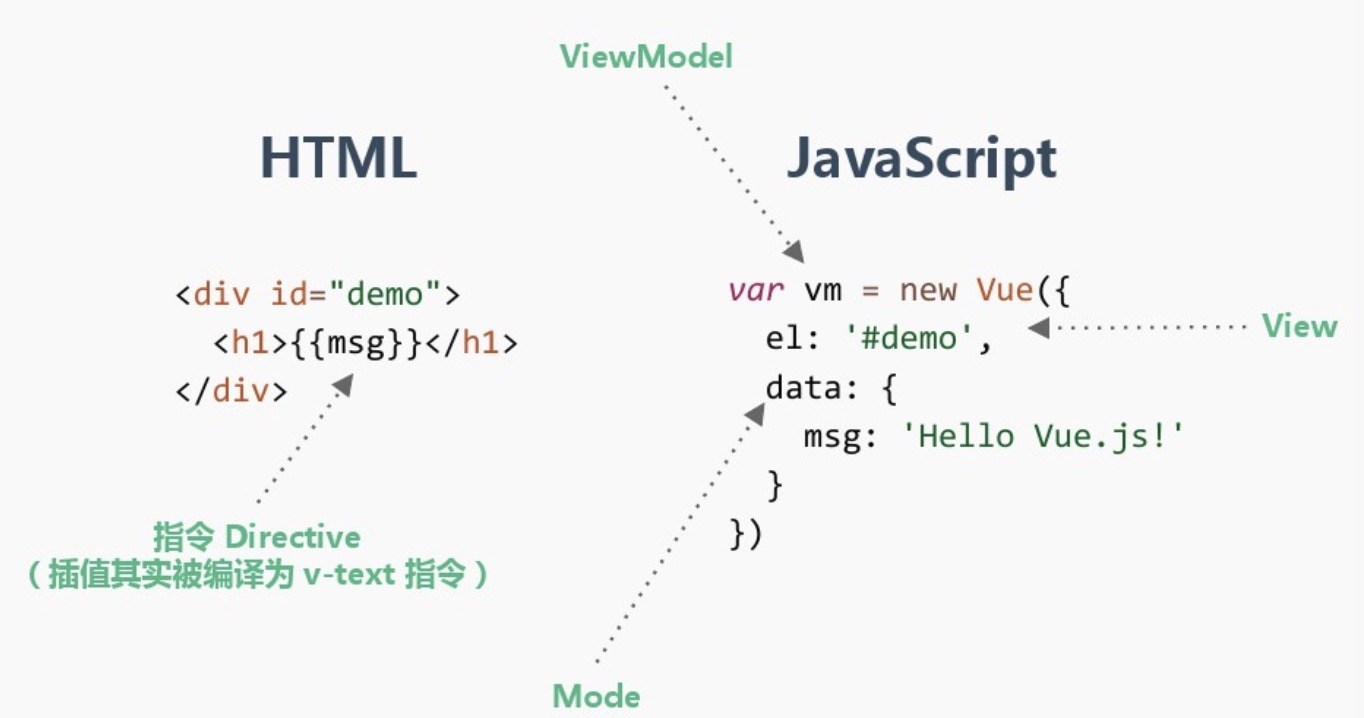 ViewModel
HTML
JavaScript
<div id="demo">
<h1>{{msg}}</h1>
</div>
指令 Directive
（插值其实被编译为 v-text 指令）
var vm = new Vue({
el: '#demo',
View
data: {
msg: 'Hello Vue.js!'
}
})
Mode